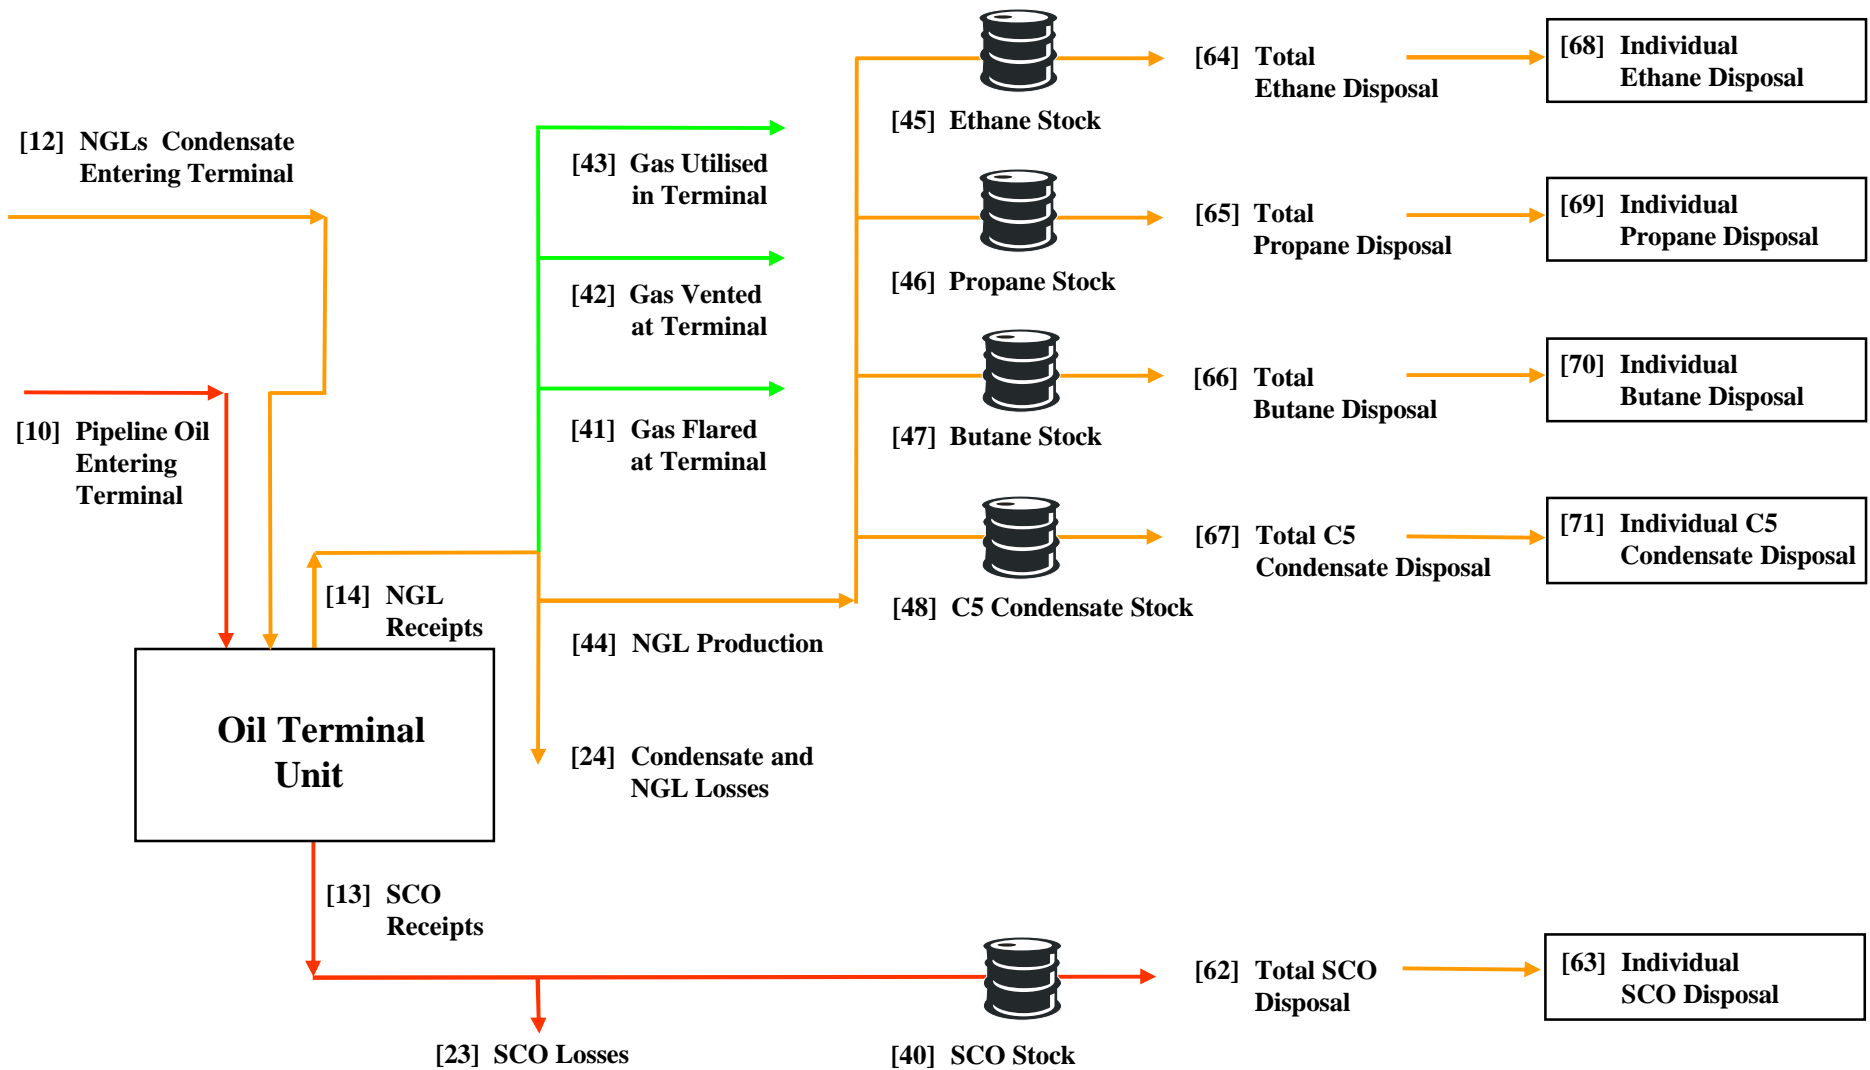 [12] NGLs Condensate
Entering Terminal
[10] Pipeline Oil
Entering
Terminal
[14] NGL
Receipts
Oil Terminal
Unit
[13] SCO
Receipts
[23] SCO Losses
[43] Gas Utilised
in Terminal
[42] Gas Vented
at Terminal
[41] Gas Flared
at Terminal
[44] NGL Production
[24] Condensate and
NGL Losses
[45] Ethane Stock
[46] Propane Stock
[47] Butane Stock
[48] C5 Condensate Stock
[40] SCO Stock
[64] Total
Ethane Disposal
[65] Total
Propane Disposal
[66] Total
Butane Disposal
[67] Total C5
Condensate Disposal
[62] Total SCO
Disposal
[68] Individual
Ethane Disposal
[69] Individual
Propane Disposal
[70] Individual
Butane Disposal
[71] Individual C5
Condensate Disposal
[63] Individual
SCO Disposal